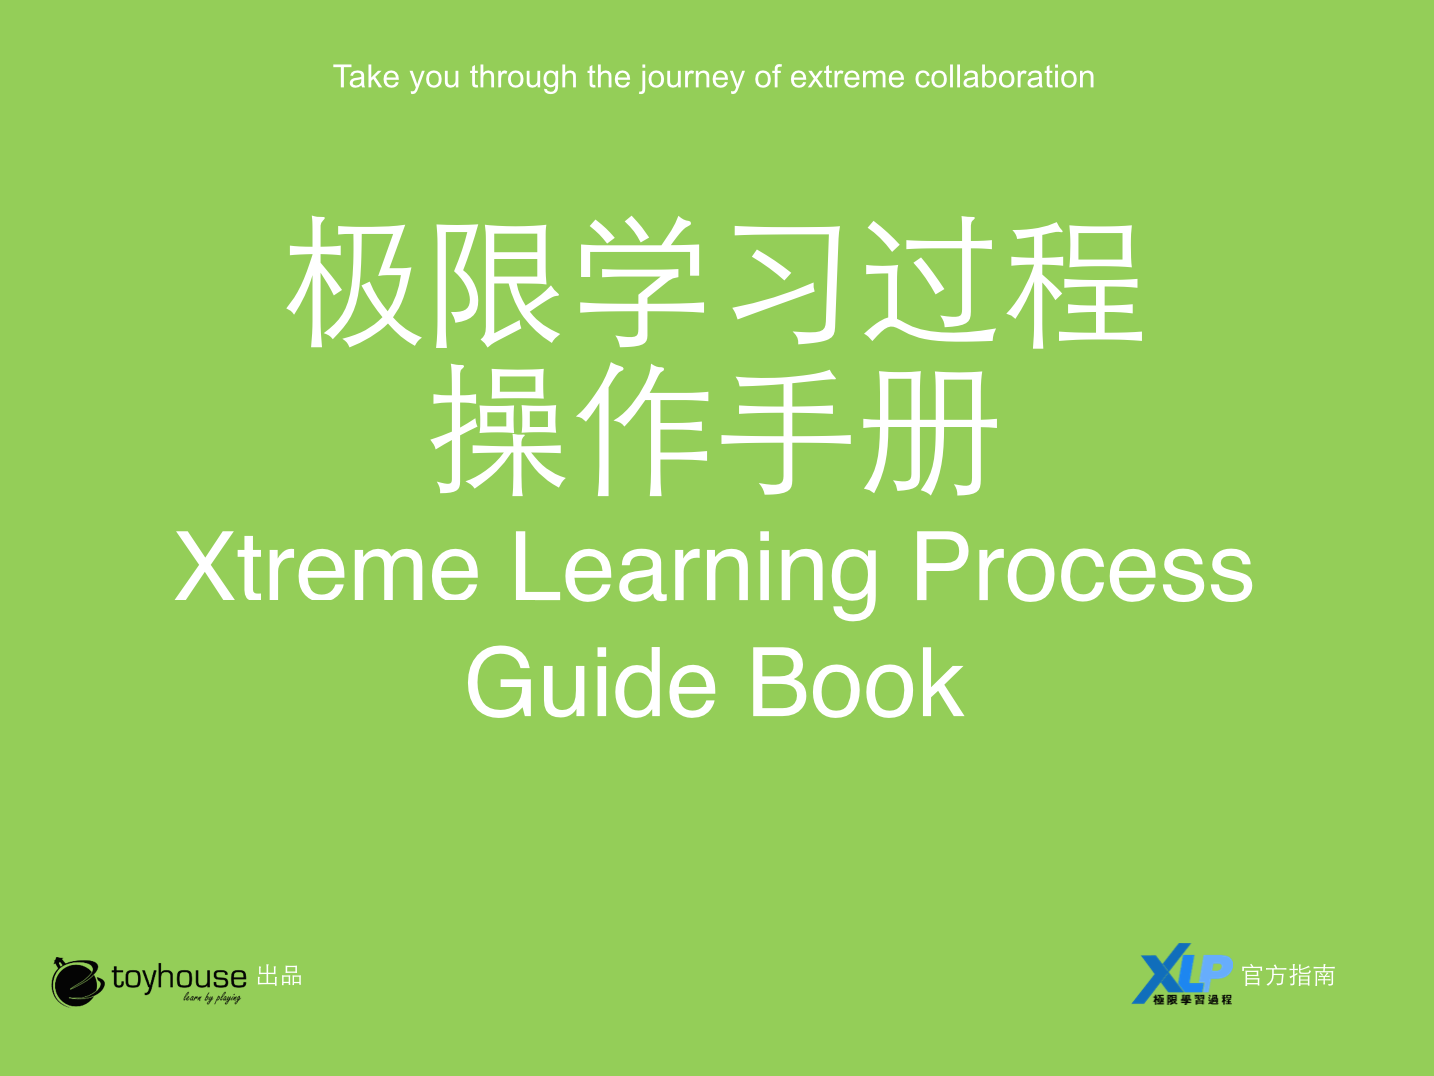 Take you through the journey of extreme collaboration
极限学习过程
操作手册
Xtreme Learning Process
Guide Book
toyhouse 出品
learn by playing
XLP 官方指南
極限學習過程